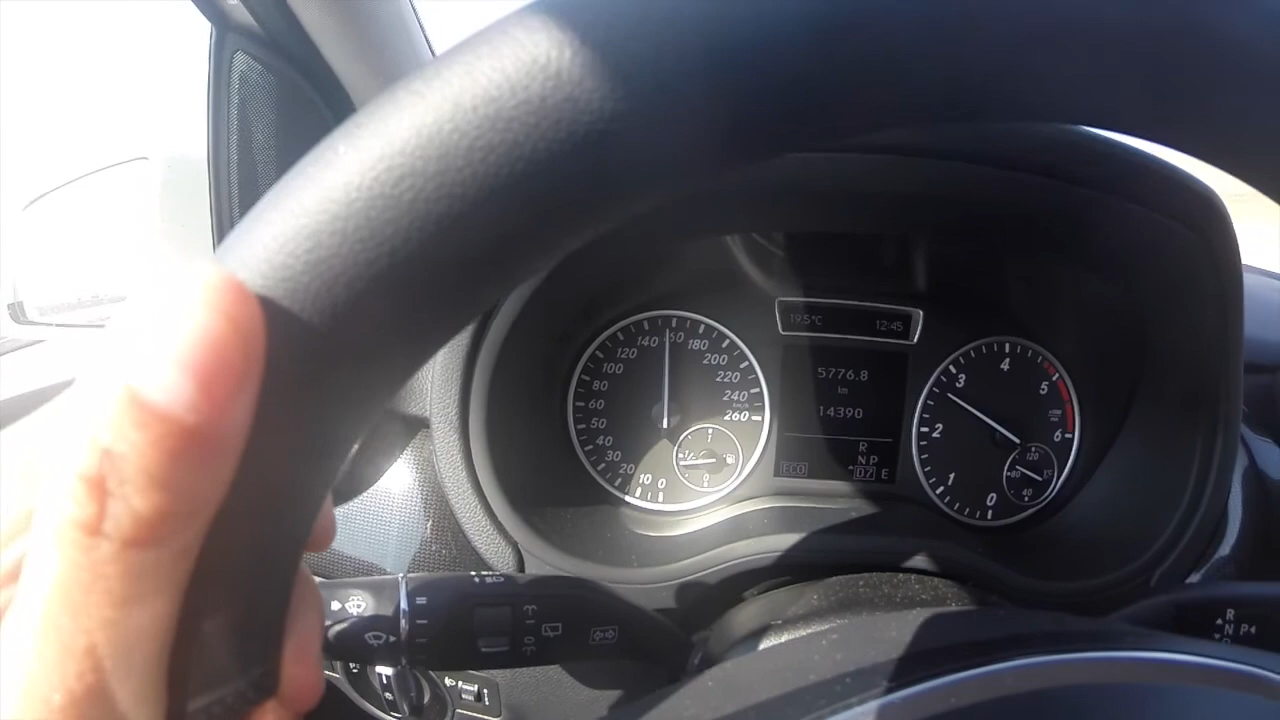 19.5°C 12:45
140 160 180
120 200
100 220
80 240
km/h
60 260
50
40
30
20
10 0
1
0
5776.8
km
14390
R
N P
ECO D7 E
4
3 5
2 6
1 0
120
80 °C
40
R
N P